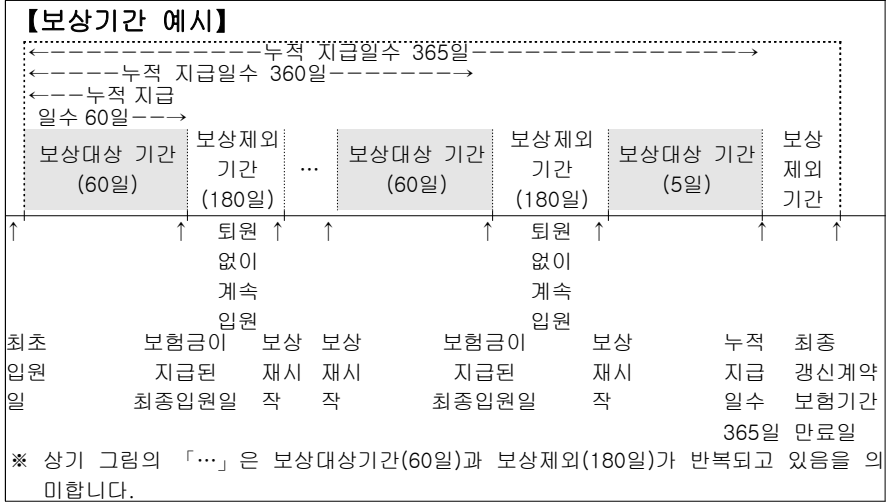 【보상기간 예시】
←−−−−−−−−−−−−누적 지급일수 365일−−−−−−−−−−−−−→
←−−−−누적 지급일수 360일−−−−−−−→
←−−누적 지급
일수 60일−−→
보상대상 기간
(60일)
보상제외
기간
(180일)
…
보상대상 기간
(60일)
보상제외
기간
(180일)
보상대상 기간
(5일)
보상
제외
기간
↑ ↑ ↑ ↑ ↑ ↑ ↑ ↑
퇴원
없이
계속
입원
퇴원
없이
계속
입원
최초
입원
일
보험금이
지급된
최종입원일
보상
재시
작
보상
재시
작
보험금이
지급된
최종입원일
보상
재시
작
누적
지급
일수
365일
최종
갱신계약
보험기간
만료일
※ 상기 그림의 「…」은 보상대상기간(60일)과 보상제외(180일)가 반복되고 있음을 의
미합니다.